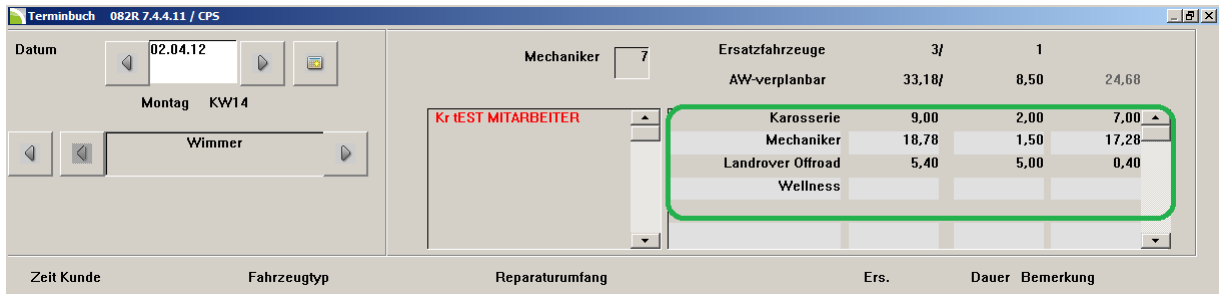 Terminbuch 082R 7.4.4.11 / CPS
Datum 02.04.12 Mechaniker 7 Ersatzfahrzeuge 3/ 1
AW-verplanbar 33,18/ 8,50 24,68
Montag KW14
Kr tEST MITARBEITER Karosserie 9,00 2,00 7,00
Wimmer Mechaniker 18,78 1,50 17,28
Landrover Offroad 5,40 5,00 0,40
Wellness
Zeit Kunde Fahrzeugtyp Reparaturumfang Ers. Dauer Bemerkung